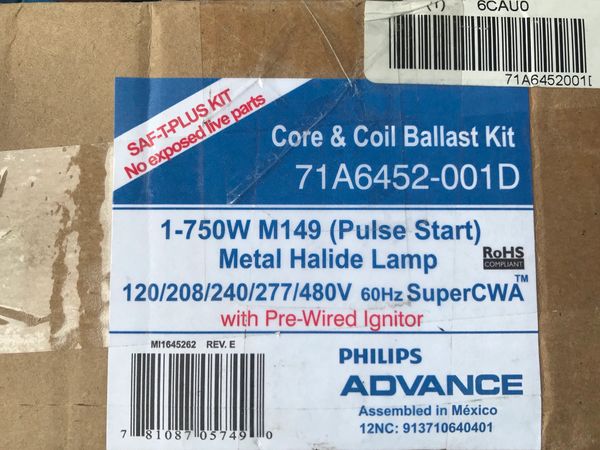 (1) 6CAU0
71A6452001D
SAF-T-PLUS KIT
No exposed live parts
Core & Coil Ballast Kit
71A6452-001D
1-750W M149 (Pulse Start)
Metal Halide Lamp
RoHS
COMPLIANT
120/208/240/277/480V 60Hz SuperCWA™
with Pre-Wired Ignitor
MI1645262 REV. E
7 81087 05749 0
PHILIPS
ADVANCE
Assembled in México
12NC: 913710640401